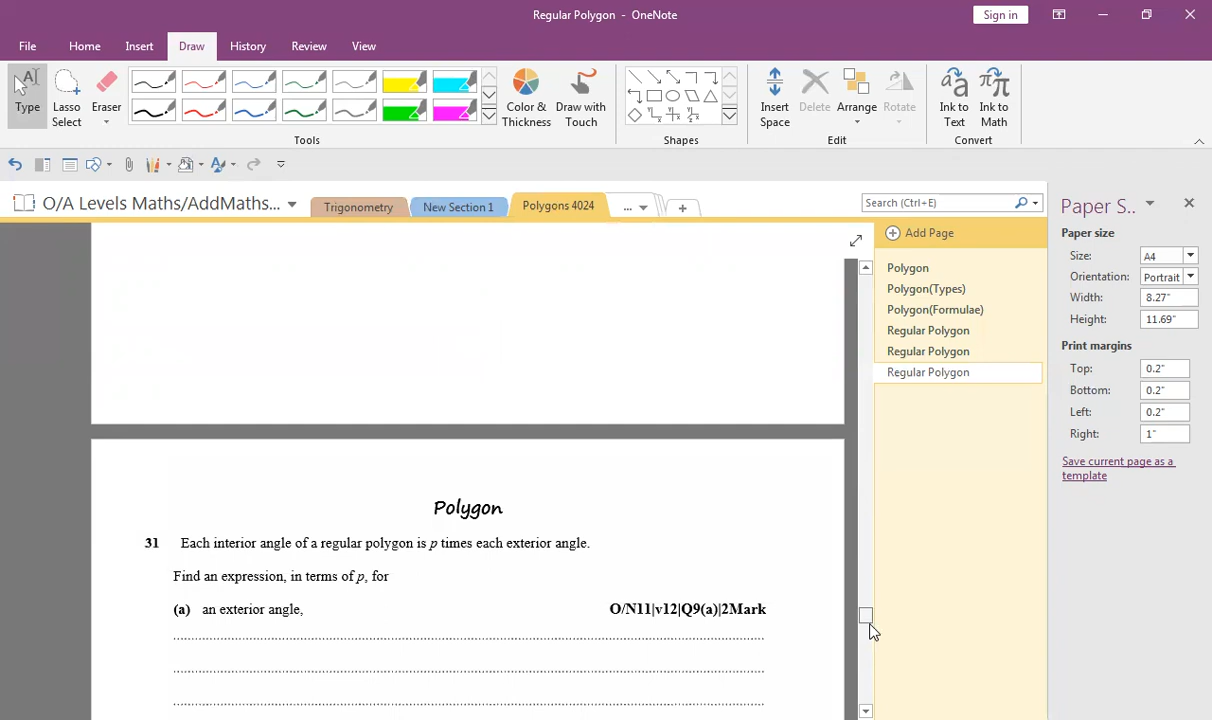 Regular Polygon - OneNote
Sign in
File Home Insert Draw History Review View
Type
Lasso Select
Eraser
Color & Thickness
Draw with Touch
Insert Space
Delete
Arrange
Rotate
Ink to Text
Ink to Math
Tools Shapes Edit Convert
O/A Levels Maths/AddMaths...
Trigonometry
New Section 1
Polygons 4024
...
Search (Ctrl+E)
Add Page
Polygon
Polygon(Types)
Polygon(Formulae)
Regular Polygon
Regular Polygon
Regular Polygon
Paper S..
Paper size
Size: A4
Orientation: Portrait
Width: 8.27"
Height: 11.69"
Print margins
Top: 0.2"
Bottom: 0.2"
Left: 0.2"
Right: 1"
Save current page as a
template
Polygon
31 Each interior angle of a regular polygon is p times each exterior angle.
Find an expression, in terms of p, for
(a) an exterior angle, O/N11|v12|Q9(a)|2Mark